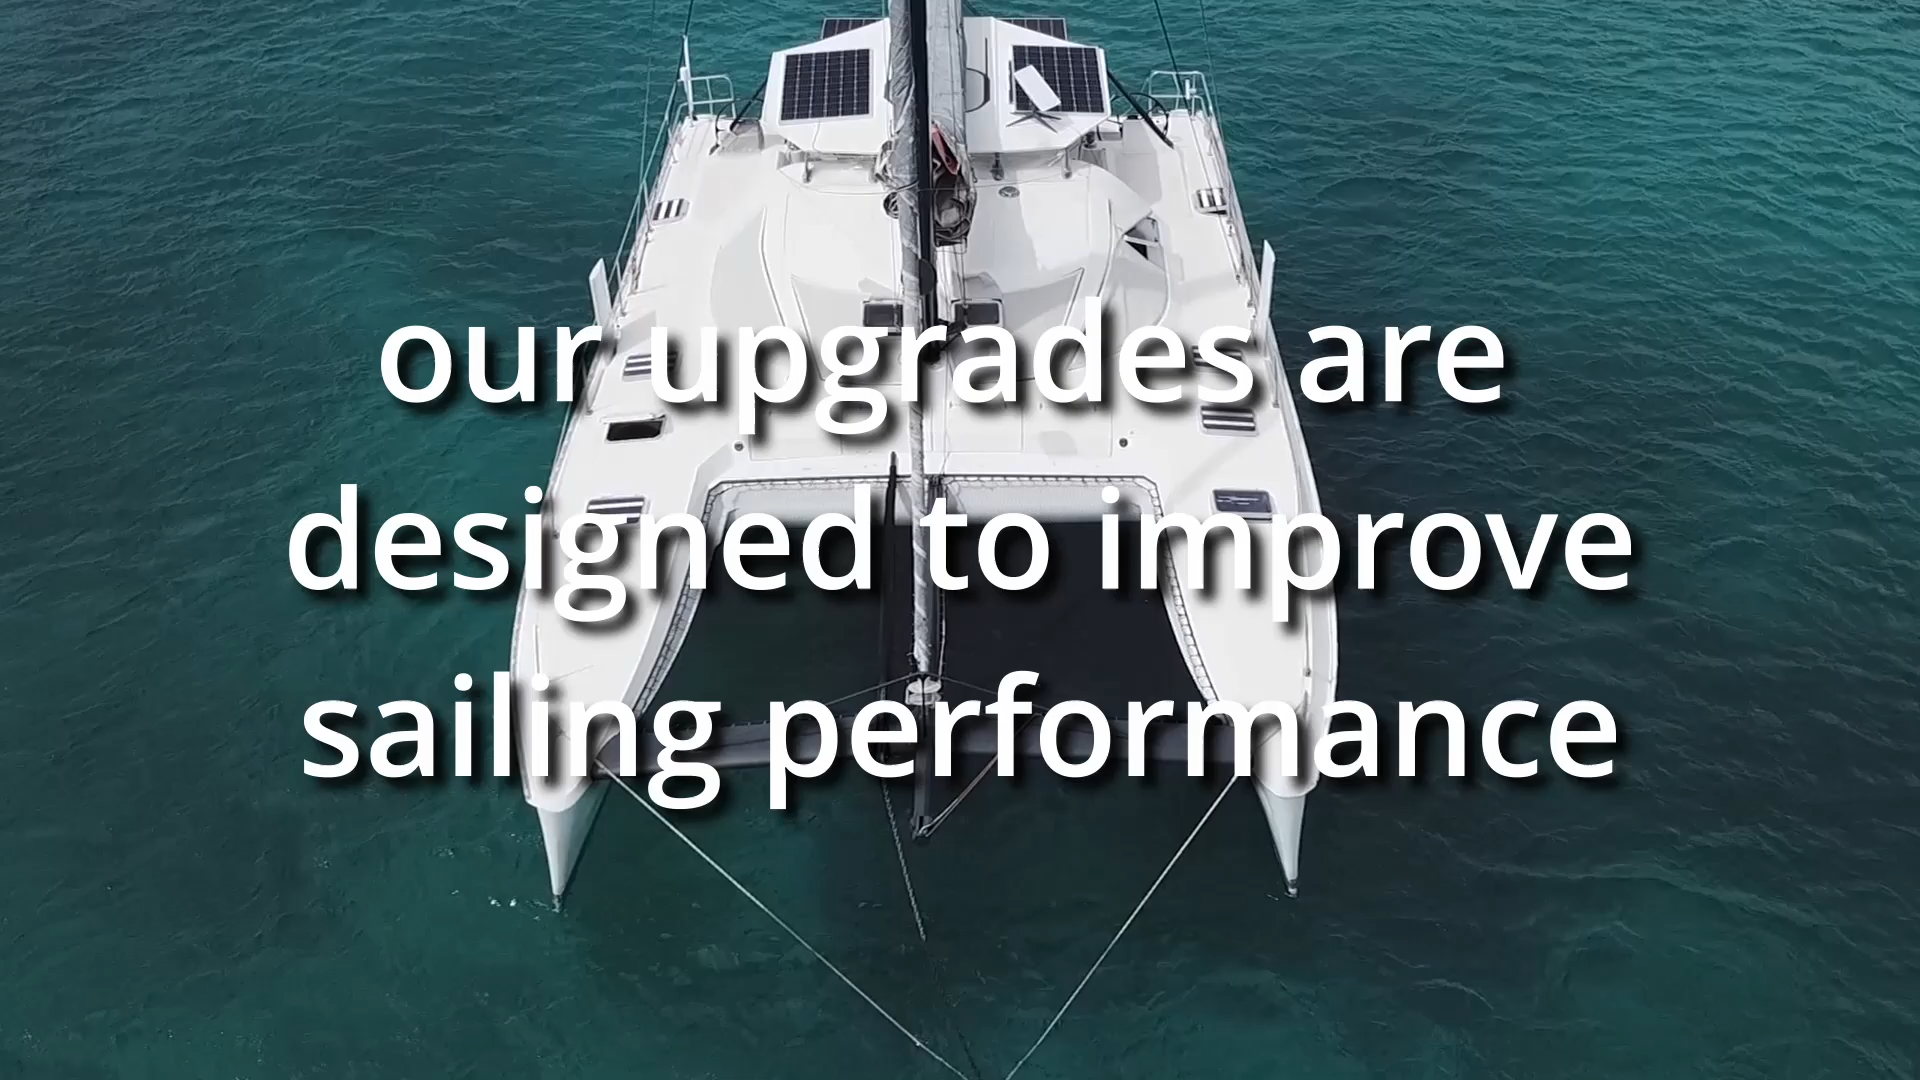 our upgrades are
designed to improve
sailing performance